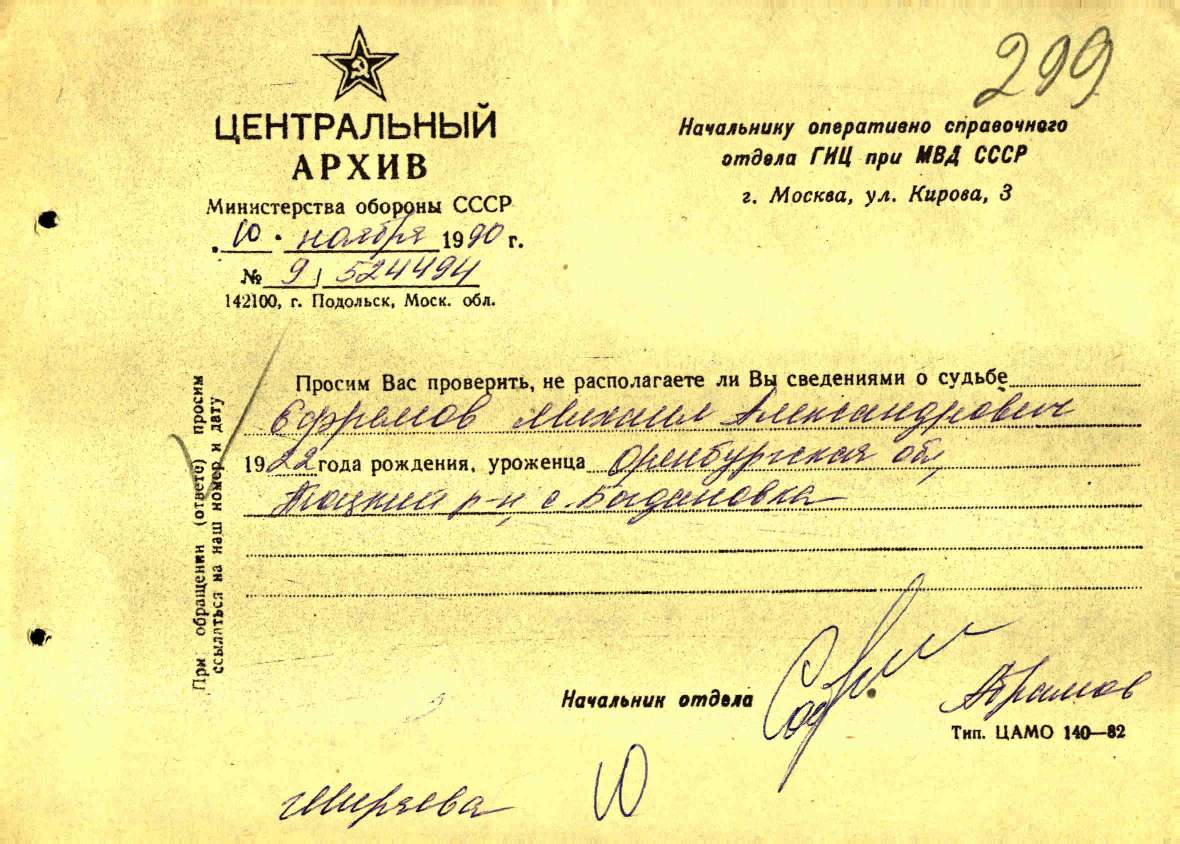 299
ЦЕНТРАЛЬНЫЙ
АРХИВ
Министерства обороны СССР
„ 10 " ноября 1990 г.
№ 9 | 524494
142100, г. Подольск, Моск. обл.
Начальнику оперативно справочного
отдела ГИЦ при МВД СССР
г. Москва, ул. Кирова, 3
При обращении (ответе) просим
ссылаться на наш номер и дату
Просим Вас проверить, не располагаете ли Вы сведениями о судьбе
Ефремов Михаил Александрович
1922 года рождения, уроженца Оренбургская обл,
Тоцкий р-н, с. Богдановка
Начальник отдела
Абрамов
Тип. ЦАМО 140—82